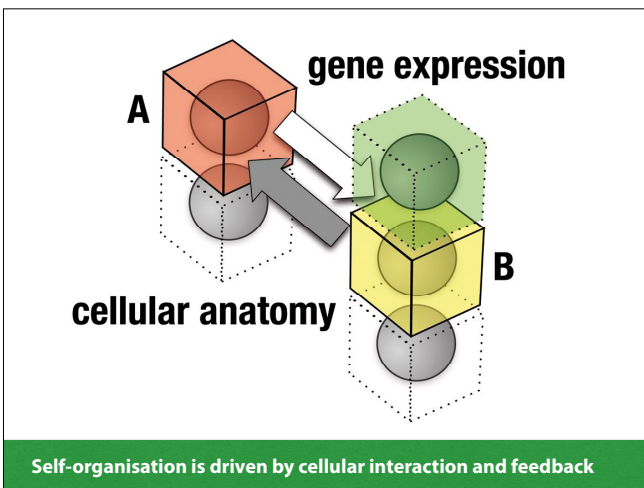 gene expression
A
B
cellular anatomy
Self-organisation is driven by cellular interaction and feedback